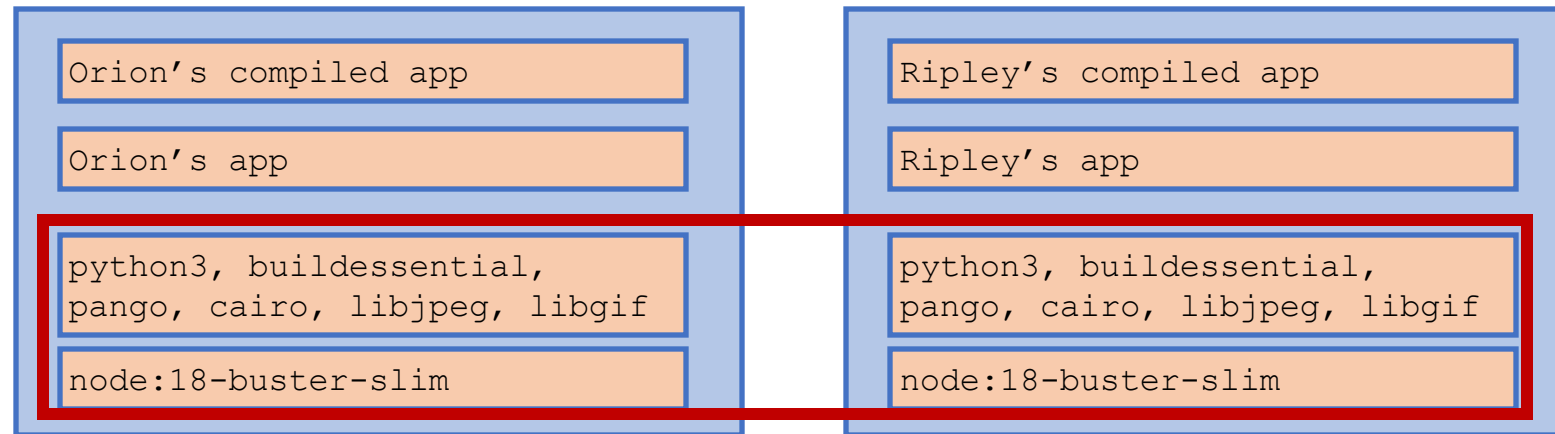 Orion’s compiled app
Orion’s app
python3, buildessential,
pango, cairo, libjpeg, libgif
node:18-buster-slim
Ripley’s compiled app
Ripley’s app
python3, buildessential,
pango, cairo, libjpeg, libgif
node:18-buster-slim